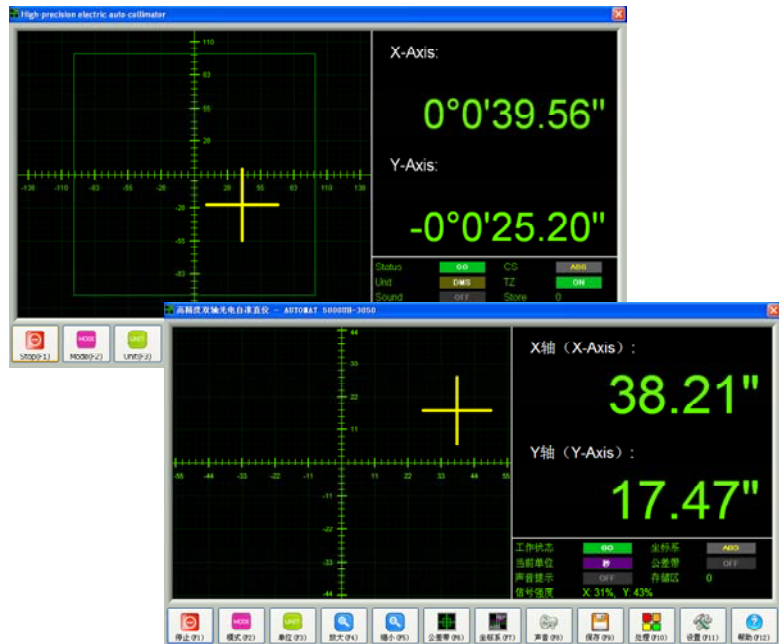 High-precision electric auto-collimator
110
83
55
28
-138 -110 -83 -55 -28 28 55 83 110 138
-28
-55
-83
X-Axis:
0°0'39.56"
Y-Axis:
-0°0'25.20"
Status GO CS ABS
Unit DMS TZ ON
Sound OFF Store 0
Stop(F1) Mode(F2) Unit(F3)
高精度双轴光电自准直仪 - AUTOMAT 5000UH-3050
44
33
22
11
-55 -44 -33 -22 -11 11 22 33 44 55
-11
-22
-33
-44
X轴（X-Axis）:
38.21"
Y轴（Y-Axis）:
17.47"
工作状态 GO 坐标系 ABS
当前单位 秒 公差带 OFF
声音提示 OFF 存储区 0
信号强度 X: 31%, Y: 43%
MODE UNIT
停止(F1) 模式(F2) 单位(F3) 放大(F4) 缩小(F5) 公差带(F6) 坐标系(F7) 声音(F8) 保存(F9) 处理(F10) 设置(F11) 帮助(F12)